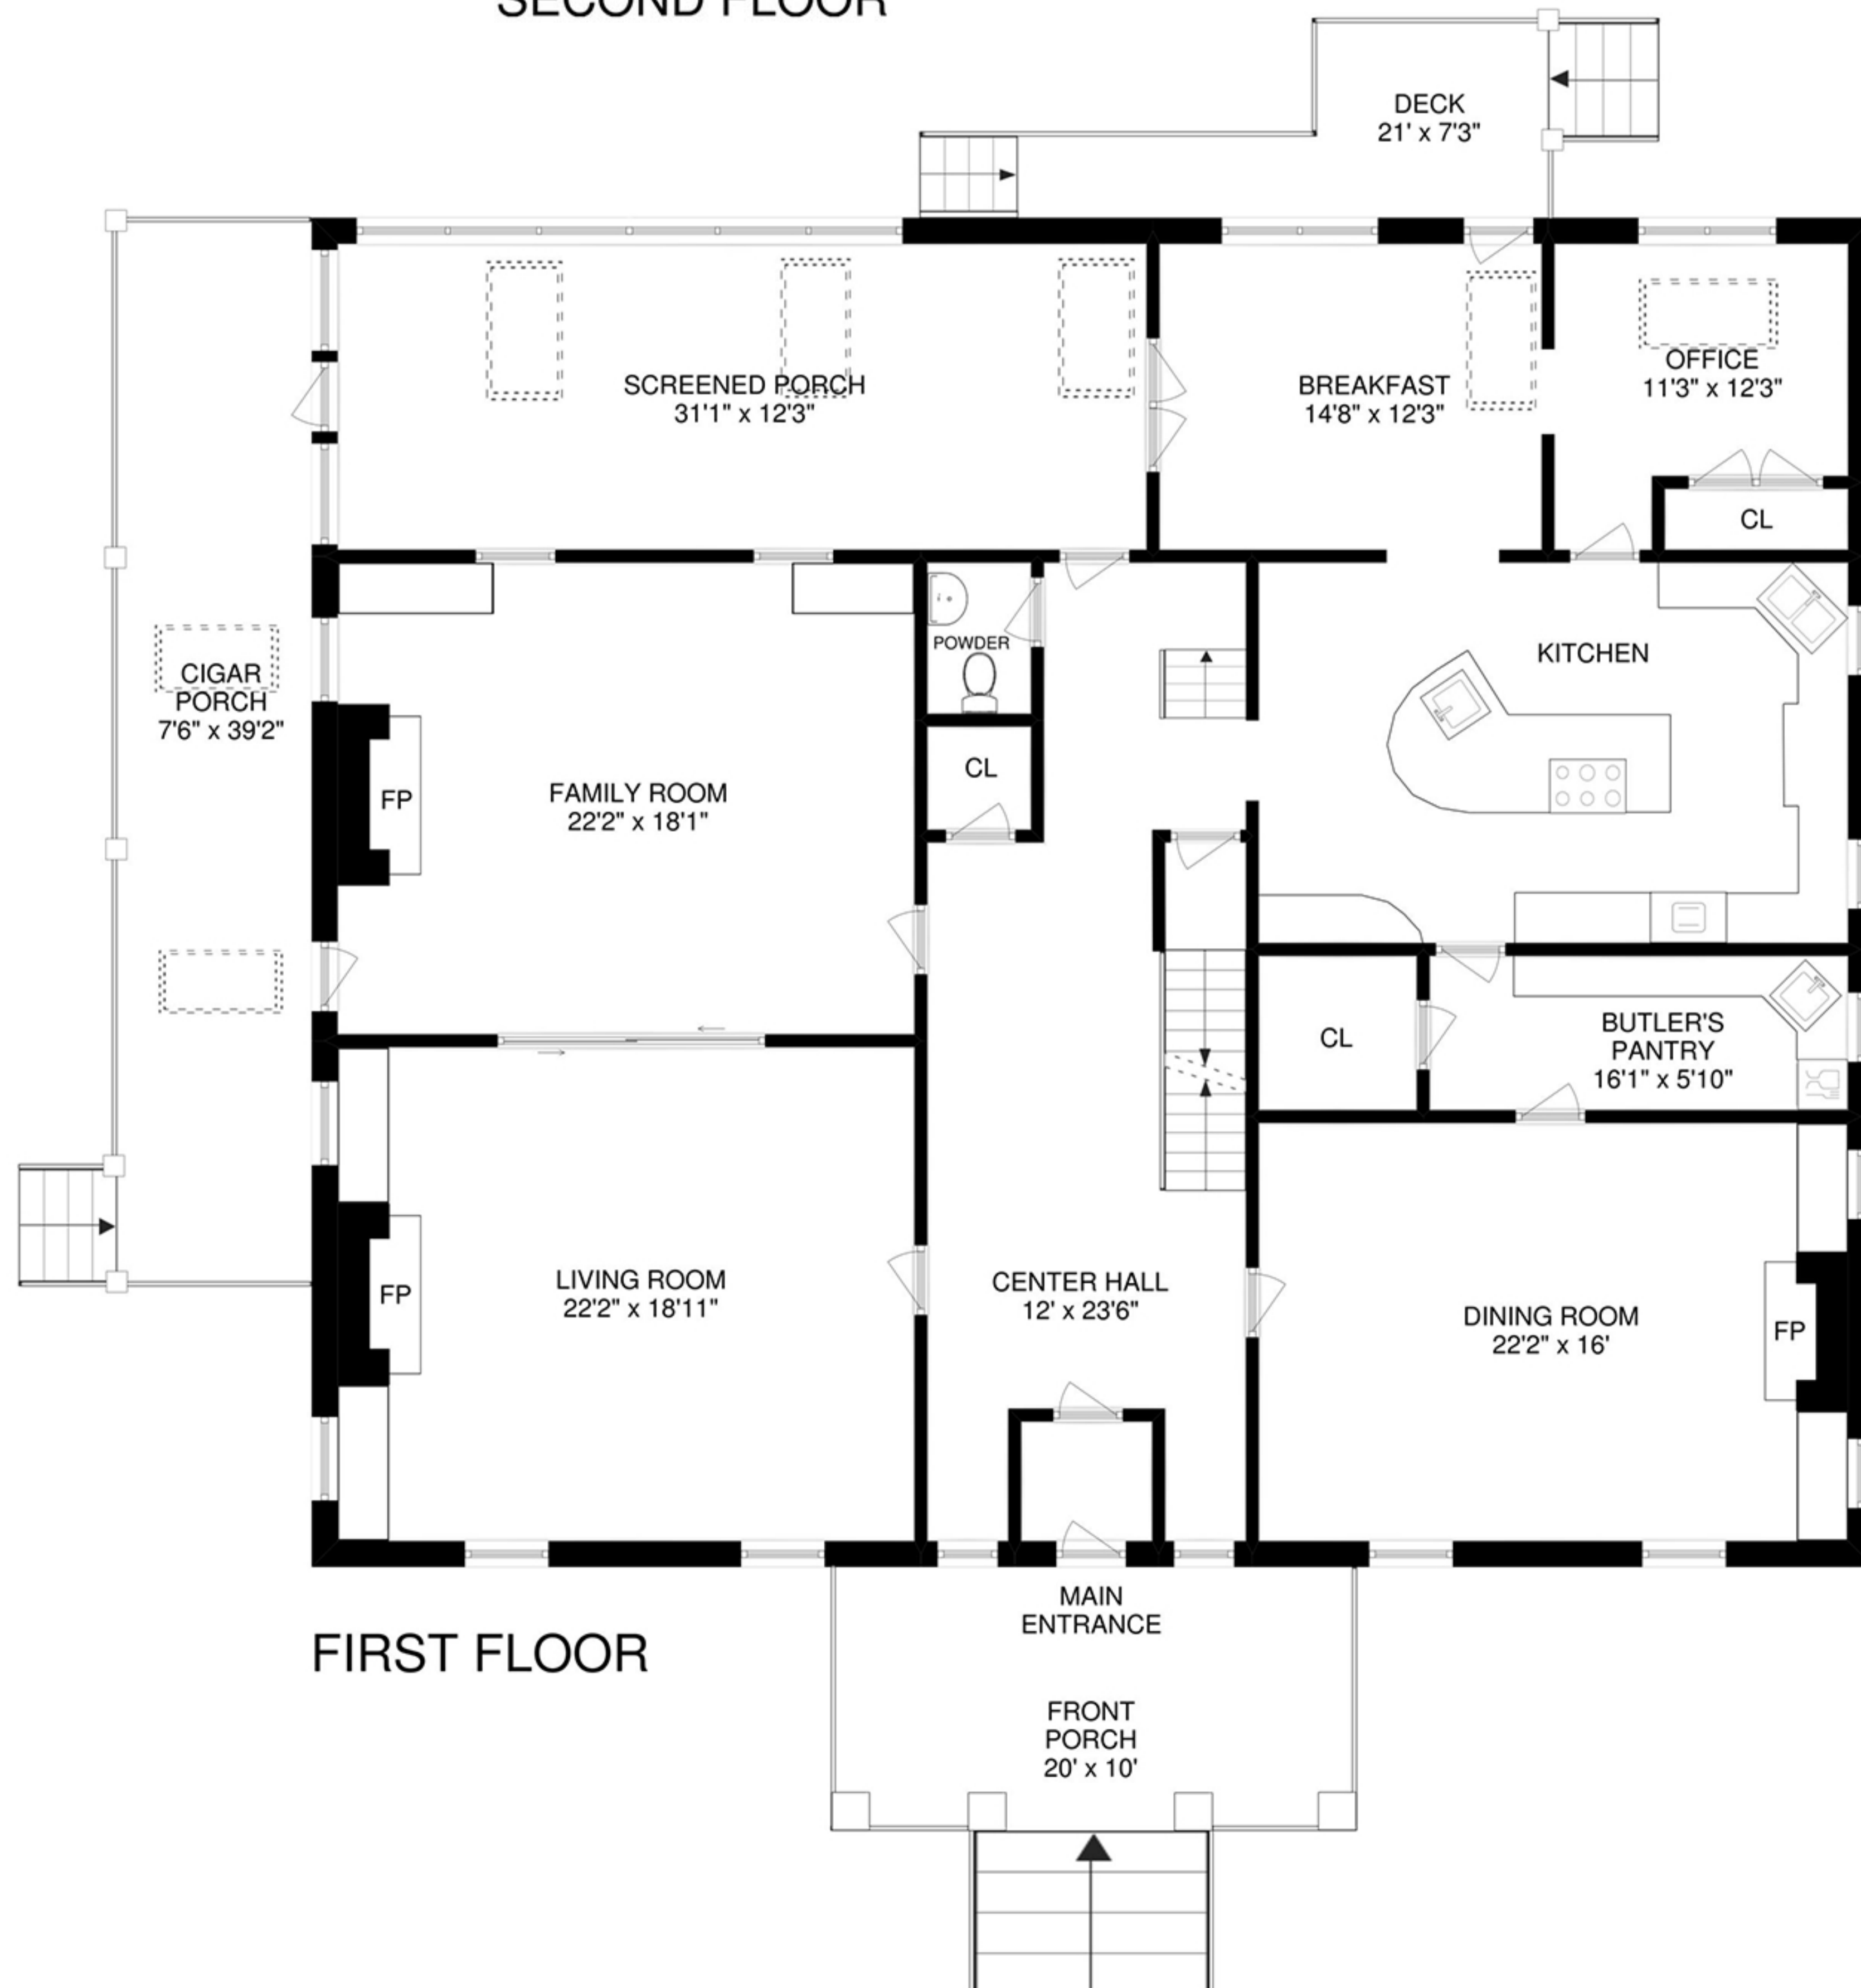 SECOND FLOOR
DECK
21' x 7'3"
SCREENED PORCH
31'1" x 12'3"
BREAKFAST
14'8" x 12'3"
OFFICE
11'3" x 12'3"
CL
POWDER
KITCHEN
CIGAR
PORCH
7'6" x 39'2"
FP
FAMILY ROOM
22'2" x 18'1"
CL
CL
BUTLER'S
PANTRY
16'1" x 5'10"
FP
LIVING ROOM
22'2" x 18'11"
CENTER HALL
12' x 23'6"
DINING ROOM
22'2" x 16'
FP
MAIN
ENTRANCE
FIRST FLOOR
FRONT
PORCH
20' x 10'